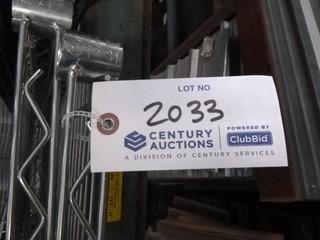 LOT NO
2033
CENTURY
AUCTIONS
POWERED BY
ClubBid
A DIVISION OF CENTURY SERVICES